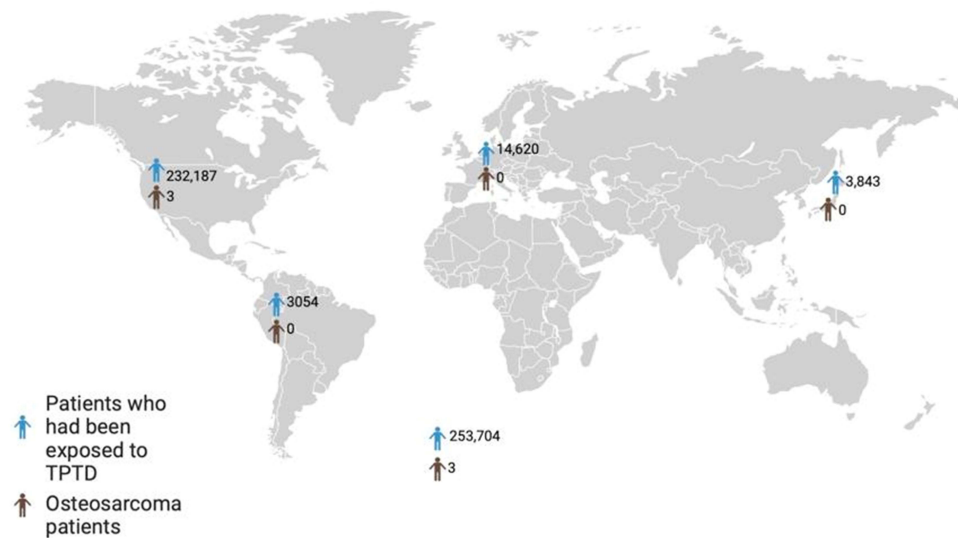 14,620
0
232,187
3
3,843
0
3054
0
Patients who
had been
exposed to
TPTD
Osteosarcoma
patients
253,704
3